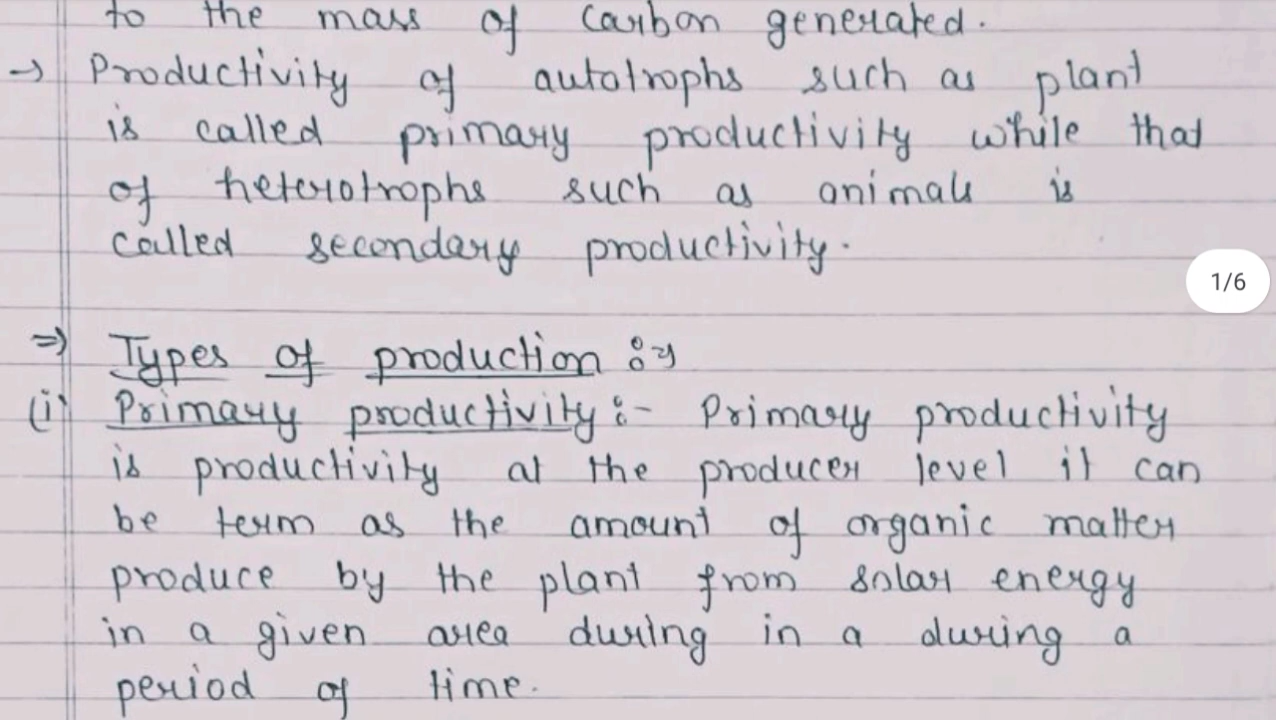 to the mass of carbon generated.
→ Productivity of autotrophs such as plant
is called primary productivity while that
of heterotrophs such as animals is
called secondary productivity.
1/6
⇒ Types of production :-
(i) Primary productivity :- Primary productivity
is productivity at the producer level it can
be term as the amount of organic matter
produce by the plant from solar energy
in a given area during in a during a
period of time.